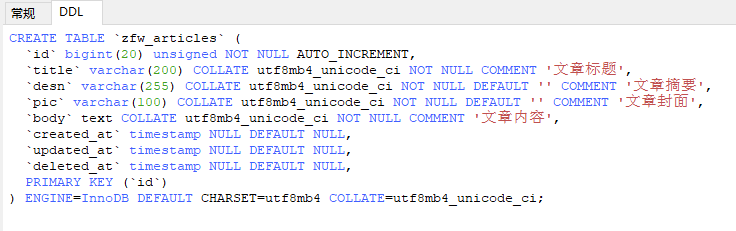 常规 DDL
CREATE TABLE `zfw_articles` (
  `id` bigint(20) unsigned NOT NULL AUTO_INCREMENT,
  `title` varchar(200) COLLATE utf8mb4_unicode_ci NOT NULL COMMENT '文章标题',
  `desn` varchar(255) COLLATE utf8mb4_unicode_ci NOT NULL DEFAULT '' COMMENT '文章摘要',
  `pic` varchar(100) COLLATE utf8mb4_unicode_ci NOT NULL DEFAULT '' COMMENT '文章封面',
  `body` text COLLATE utf8mb4_unicode_ci NOT NULL COMMENT '文章内容',
  `created_at` timestamp NULL DEFAULT NULL,
  `updated_at` timestamp NULL DEFAULT NULL,
  `deleted_at` timestamp NULL DEFAULT NULL,
  PRIMARY KEY (`id`)
) ENGINE=InnoDB DEFAULT CHARSET=utf8mb4 COLLATE=utf8mb4_unicode_ci;